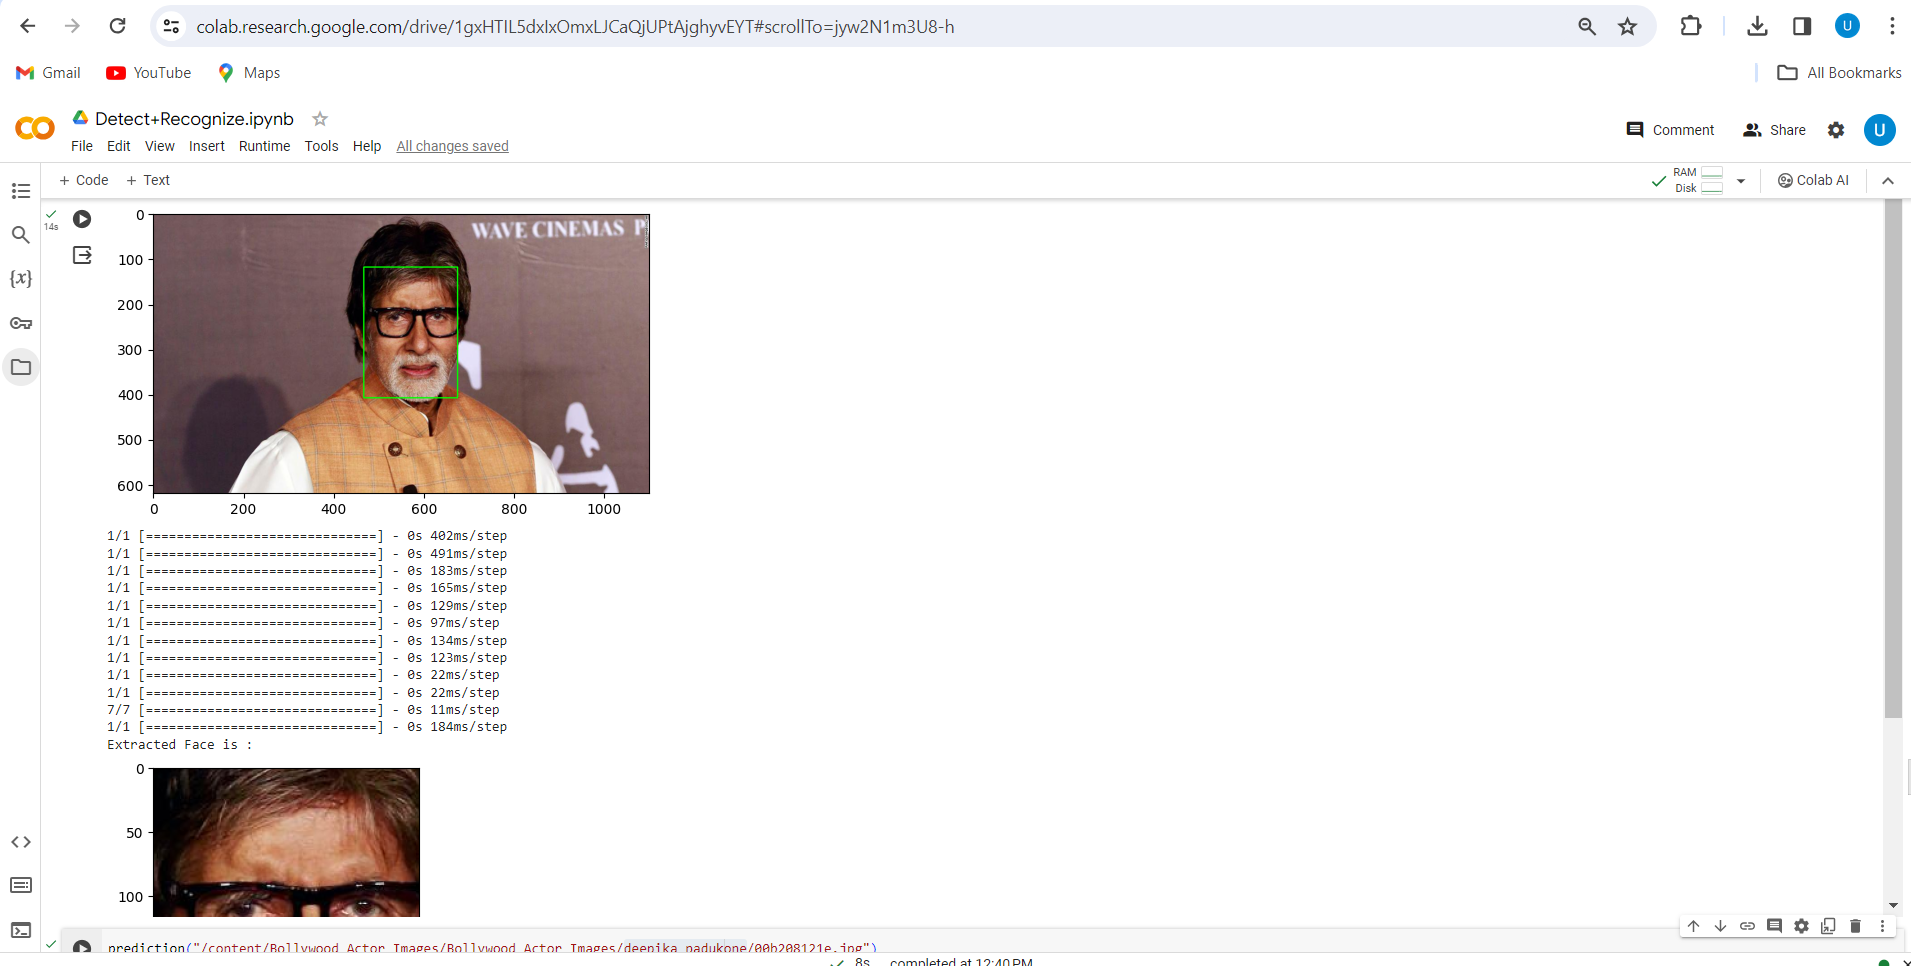 colab.research.google.com/drive/1gxHTIL5dxIxOmxLJCaQjUPtAjghyvEYT#scrollTo=jyw2N1m3U8-h
U
Gmail YouTube Maps All Bookmarks
CO Detect+Recognize.ipynb
File Edit View Insert Runtime Tools Help All changes saved
Comment Share U
+ Code + Text
RAM
Disk
Colab AI
{x}
14s
WAVE CINEMAS P
0
100
200
300
400
500
600
0 200 400 600 800 1000
1/1 [==============================] - 0s 402ms/step
1/1 [==============================] - 0s 491ms/step
1/1 [==============================] - 0s 183ms/step
1/1 [==============================] - 0s 165ms/step
1/1 [==============================] - 0s 129ms/step
1/1 [==============================] - 0s 97ms/step
1/1 [==============================] - 0s 134ms/step
1/1 [==============================] - 0s 123ms/step
1/1 [==============================] - 0s 22ms/step
1/1 [==============================] - 0s 22ms/step
7/7 [==============================] - 0s 11ms/step
1/1 [==============================] - 0s 184ms/step
Extracted Face is :
0
50
100
prediction("/content/Bollywood Actor Images/Bollywood Actor Images/deepika_padukone/00b208121e.jpg")
8s completed at 12:40 PM